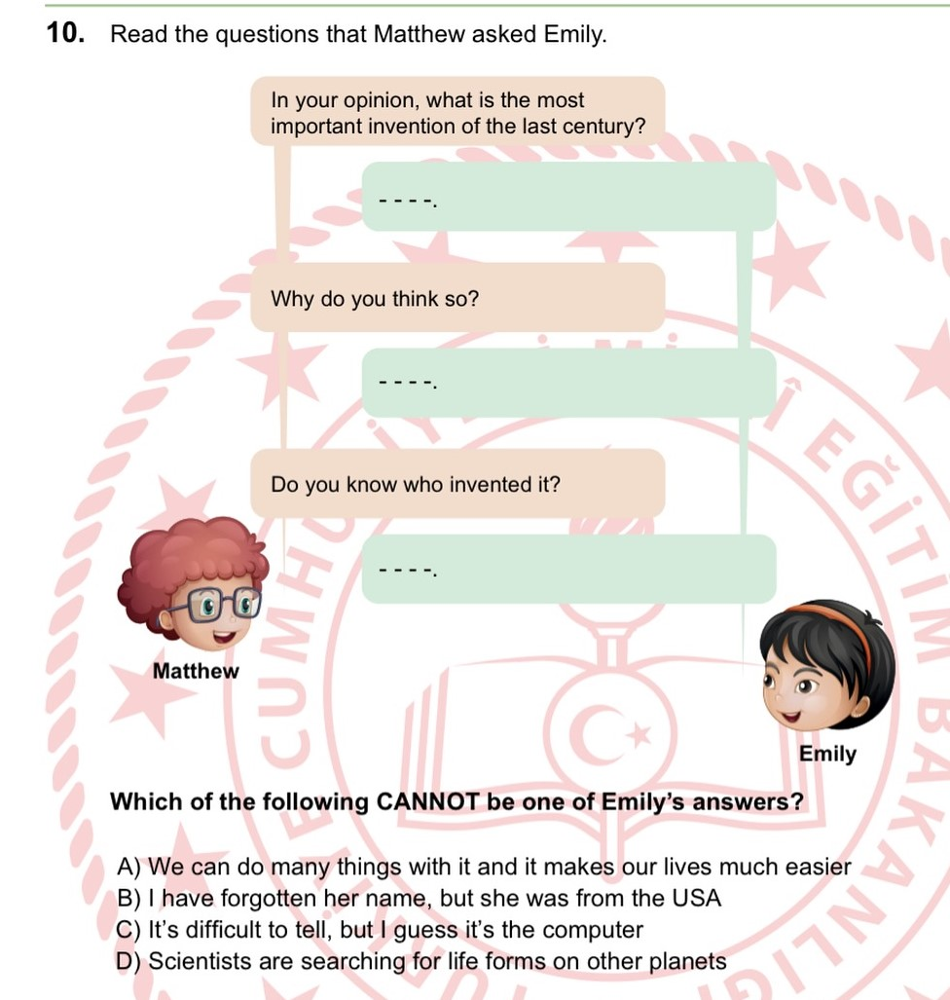 10. Read the questions that Matthew asked Emily.
In your opinion, what is the most
important invention of the last century?
- - - -.
Why do you think so?
- - - -.
Do you know who invented it?
- - - -.
Matthew
Emily
Which of the following CANNOT be one of Emily's answers?
A) We can do many things with it and it makes our lives much easier
B) I have forgotten her name, but she was from the USA
C) It's difficult to tell, but I guess it's the computer
D) Scientists are searching for life forms on other planets